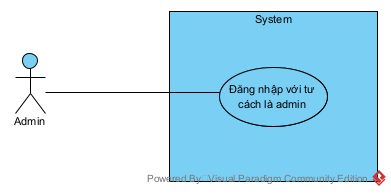 System
Đăng nhập với tư
cách là admin
Admin
Powered By Visual Paradigm Community Edition